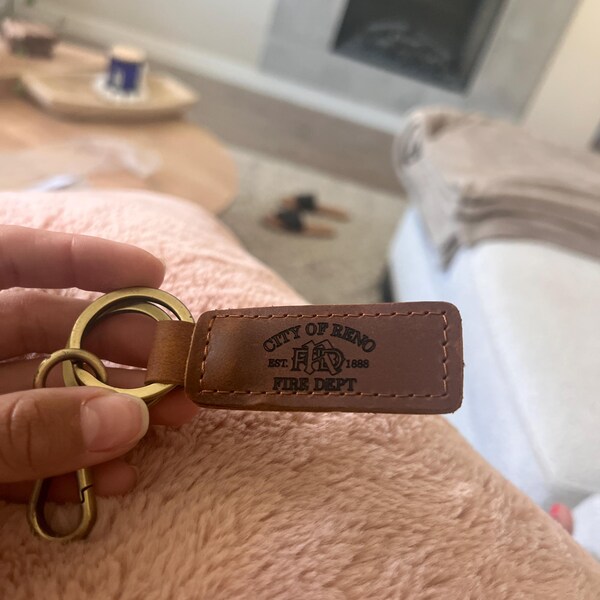 CITY OF RENO
EST. RFD 1888
FIRE DEPT